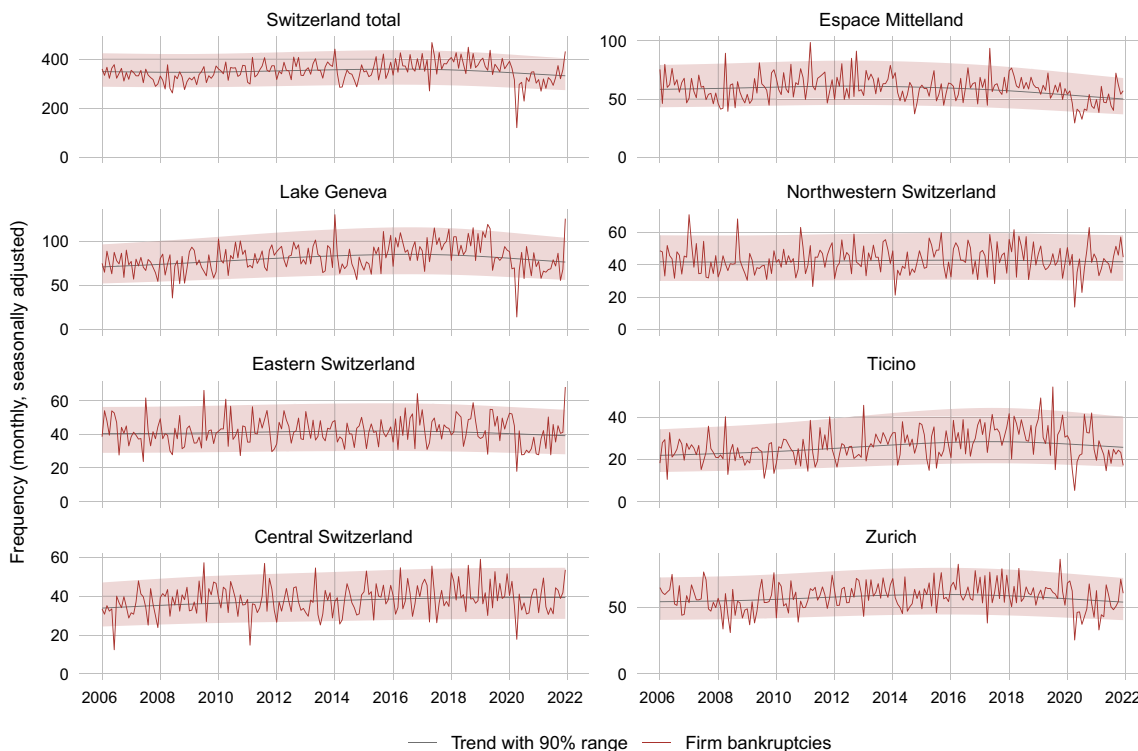 Switzerland total
Espace Mittelland
400
200
0
100
50
0
Lake Geneva
Northwestern Switzerland
100
50
0
60
40
20
0
Eastern Switzerland
Ticino
60
40
20
0
40
20
0
Central Switzerland
Zurich
60
40
20
0
50
0
2006 2008 2010 2012 2014 2016 2018 2020 2022
2006 2008 2010 2012 2014 2016 2018 2020 2022
Frequency (monthly, seasonally adjusted)
Trend with 90% range Firm bankruptcies